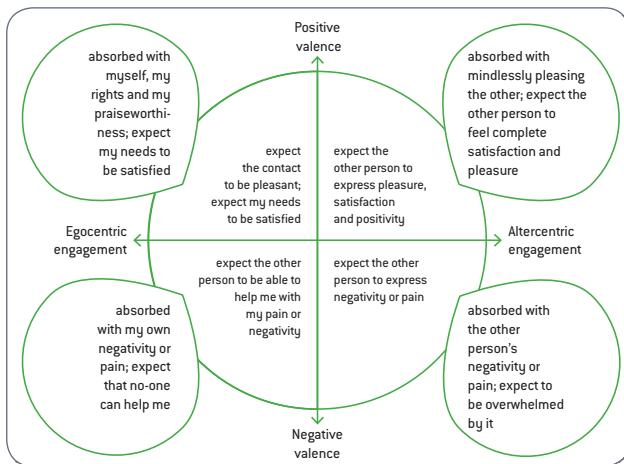 Positive
valence
absorbed with
myself, my
rights and my
praiseworthi-
ness; expect
my needs to
be satisfied
absorbed with
mindlessly pleasing
the other; expect the
other person to
feel complete
satisfaction and
pleasure
expect
the contact
to be pleasant;
expect my needs
to be satisfied
expect the
other person to
express pleasure,
satisfaction
and positivity
Egocentric
engagement
Altercentric
engagement
expect the other
person to be able to
help me with
my pain or
negativity
expect the other
person to express
negativity or pain
absorbed
with my own
negativity or
pain; expect
that no-one
can help me
absorbed with
the other
person's
negativity or
pain; expect to
be overwhelmed
by it
Negative
valence